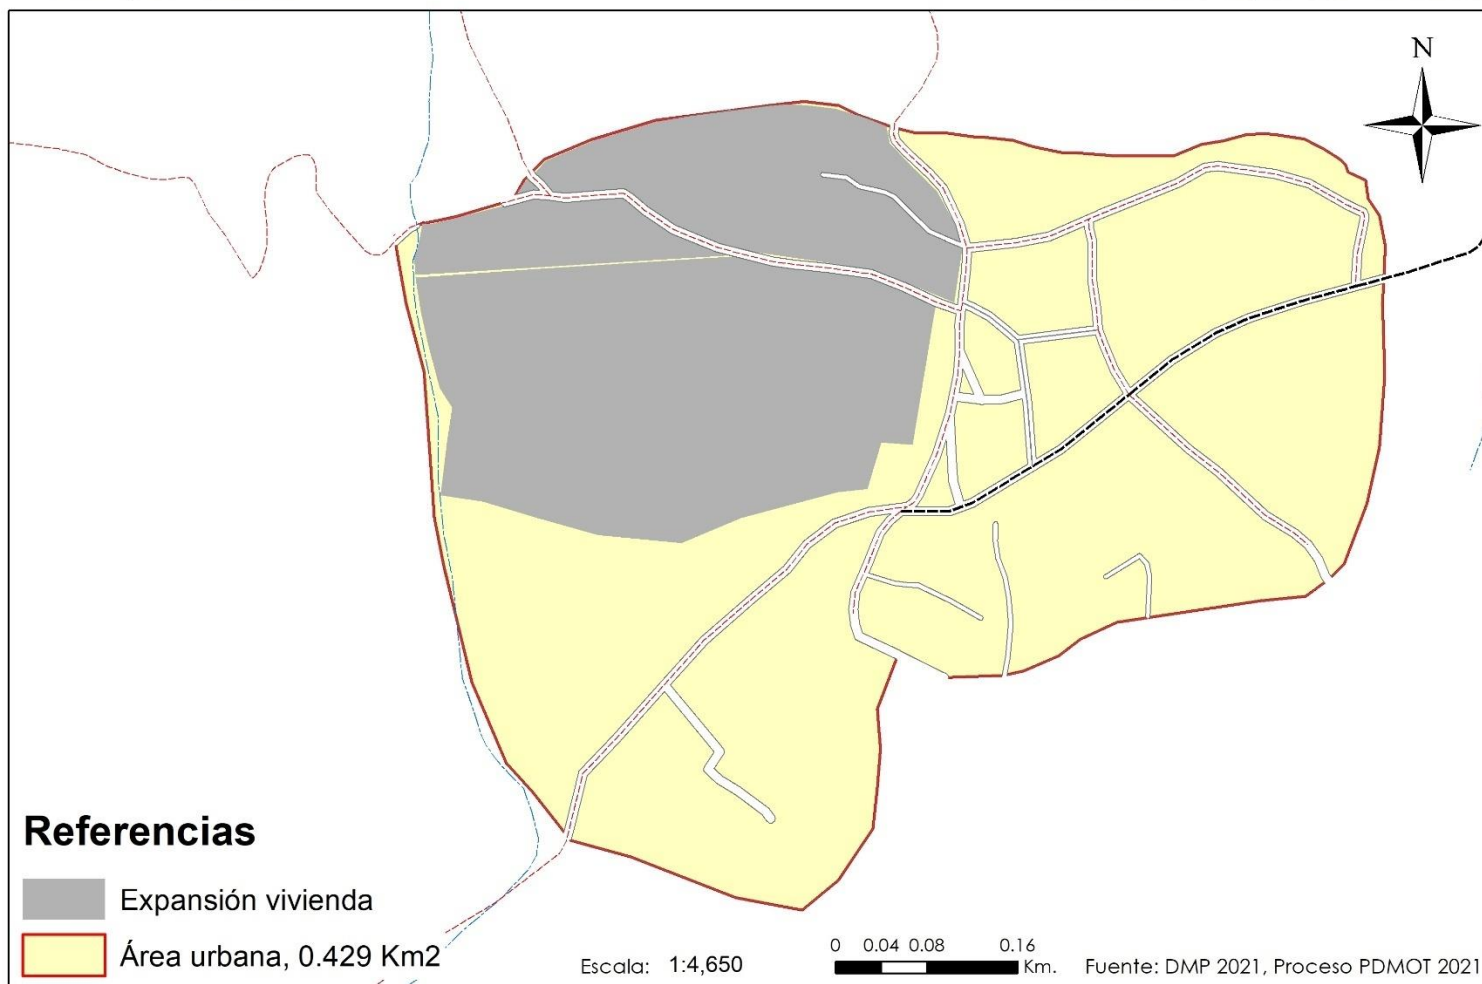 N
Referencias
Expansión vivienda
Área urbana, 0.429 Km2
Escala: 1:4,650
0 0.04 0.08 0.16
Km.
Fuente: DMP 2021, Proceso PDMOT 2021